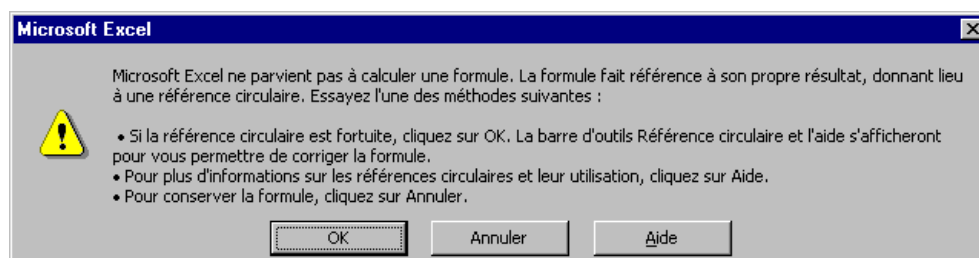 Microsoft Excel
Microsoft Excel ne parvient pas à calculer une formule. La formule fait référence à son propre résultat, donnant lieu
à une référence circulaire. Essayez l'une des méthodes suivantes :
• Si la référence circulaire est fortuite, cliquez sur OK. La barre d'outils Référence circulaire et l'aide s'afficheront
pour vous permettre de corriger la formule.
• Pour plus d'informations sur les références circulaires et leur utilisation, cliquez sur Aide.
• Pour conserver la formule, cliquez sur Annuler.
OK Annuler Aide